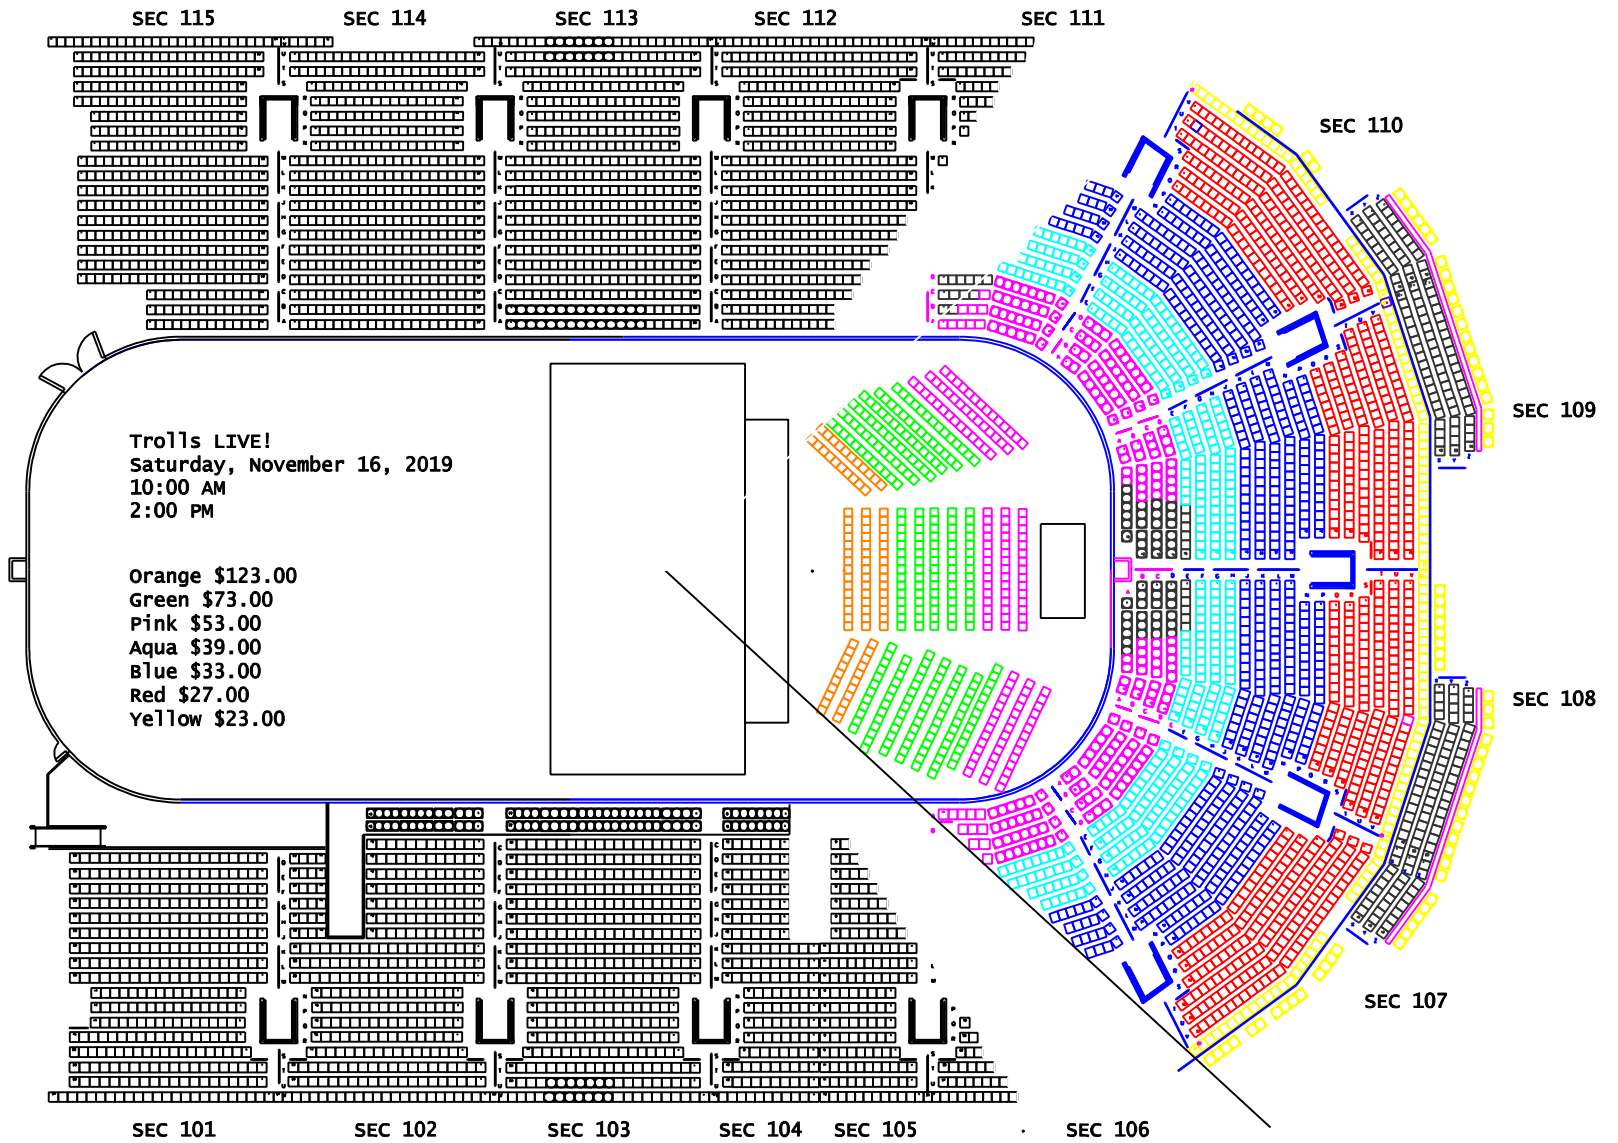 SEC 115
SEC 114
SEC 113
SEC 112
SEC 111
SEC 110
SEC 109
Trolls LIVE!
Saturday, November 16, 2019
10:00 AM
2:00 PM
Orange $123.00
Green $73.00
Pink $53.00
Aqua $39.00
Blue $33.00
Red $27.00
Yellow $23.00
SEC 108
SEC 107
SEC 101
SEC 102
SEC 103
SEC 104
SEC 105
SEC 106